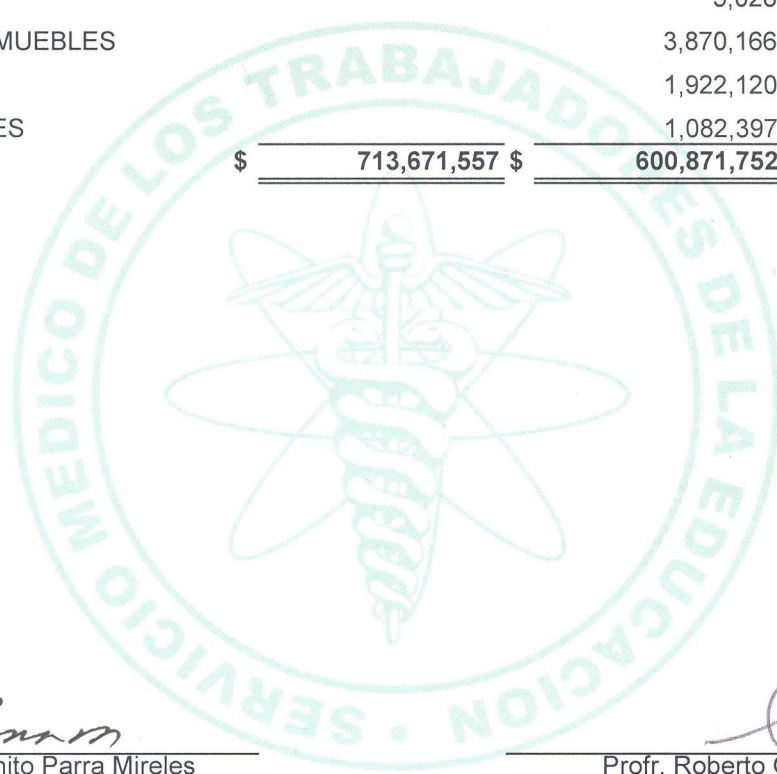 MUEBLES 3,870,166
1,922,120
ES 1,082,397
$ 713,671,557 $ 600,871,752
SERVICIO MEDICO DE LOS TRABAJADORES DE LA EDUCACION
nito Parra Mireles
Profr. Roberto